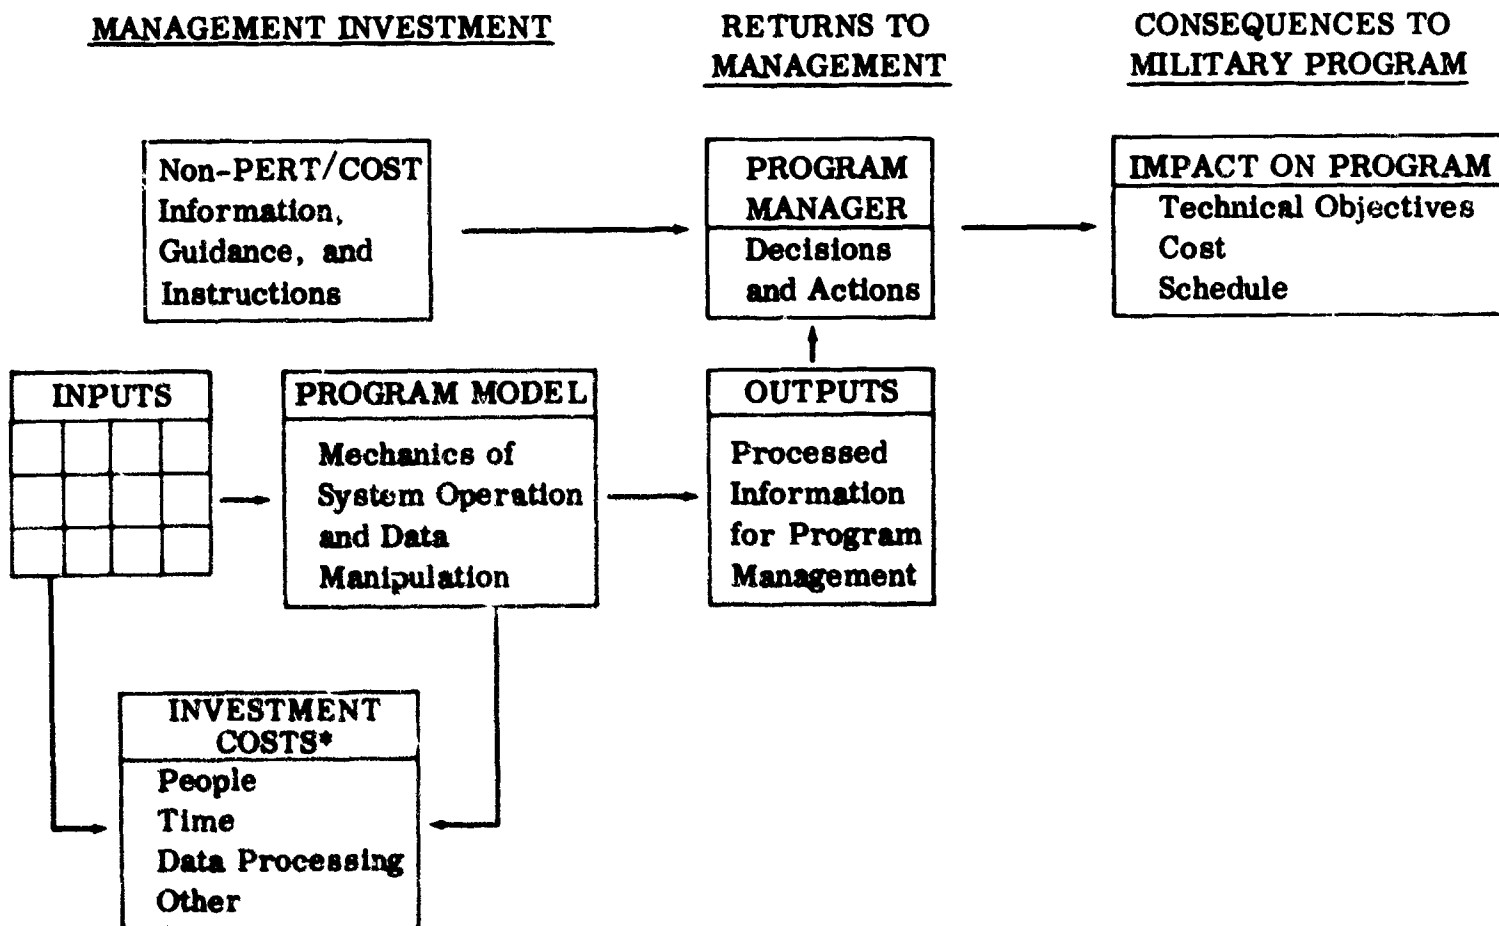 MANAGEMENT INVESTMENT
RETURNS TO
MANAGEMENT
CONSEQUENCES TO
MILITARY PROGRAM
Non-PERT/COST
Information,
Guidance, and
Instructions
PROGRAM
MANAGER
Decisions
and Actions
IMPACT ON PROGRAM
Technical Objectives
Cost
Schedule
INPUTS
PROGRAM MODEL
Mechanics of
System Operation
and Data
Manipulation
OUTPUTS
Processed
Information
for Program
Management
INVESTMENT
COSTS*
People
Time
Data Processing
Other